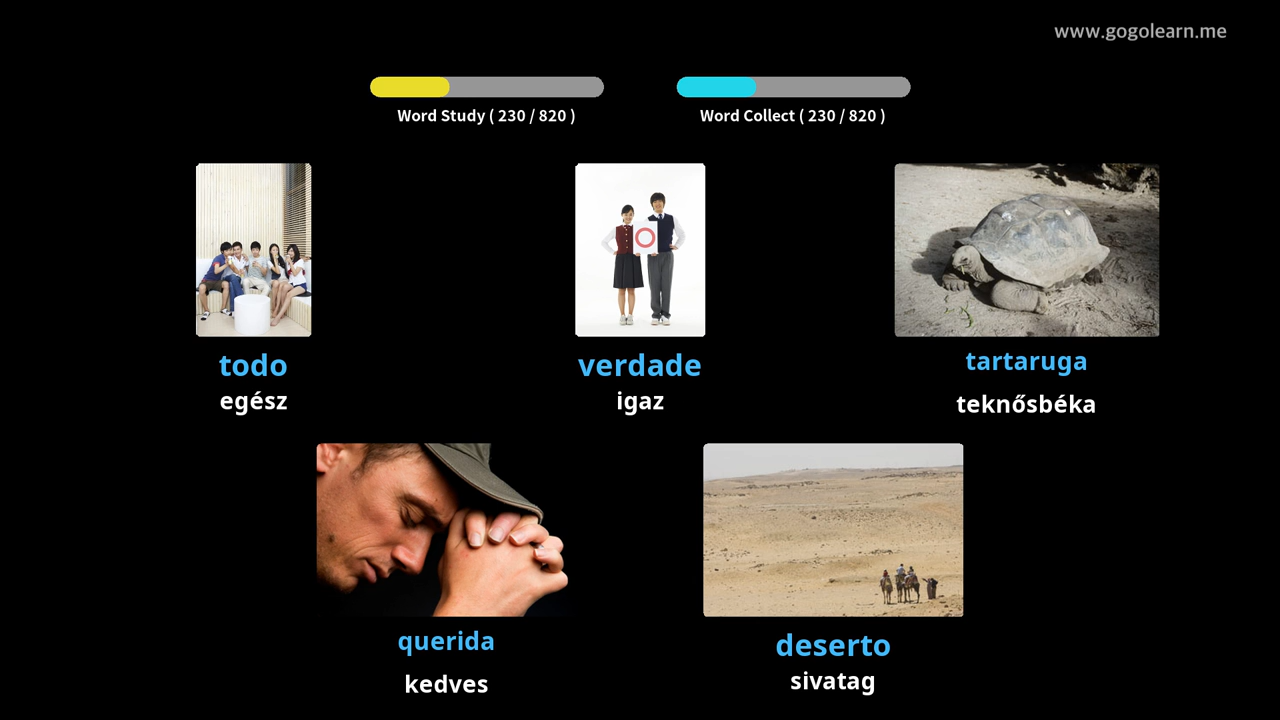 www.gogolearn.me
Word Study ( 230 / 820 )
Word Collect ( 230 / 820 )
todo
egész
verdade
igaz
tartaruga
teknősbéka
querida
kedves
deserto
sivatag